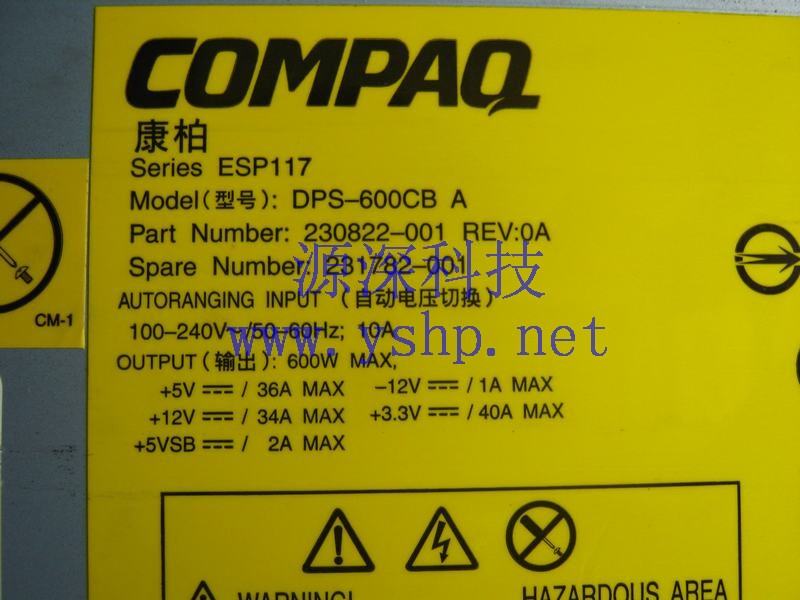 COMPAQ
康柏
Series ESP117
Model(型号): DPS-600CB A
Part Number: 230822-001 REV:0A
Spare Number: 231782-001
源深科技
AUTORANGING INPUT (自动电压切换)
100-240V~/50-60Hz; 10A
www.yshp.net
OUTPUT(输出): 600W MAX,
+5V ⎓ / 36A MAX -12V ⎓ / 1A MAX
+12V ⎓ / 34A MAX +3.3V ⎓ / 40A MAX
+5VSB ⎓ / 2A MAX
CM-1
WARNING! HAZARDOUS AREA